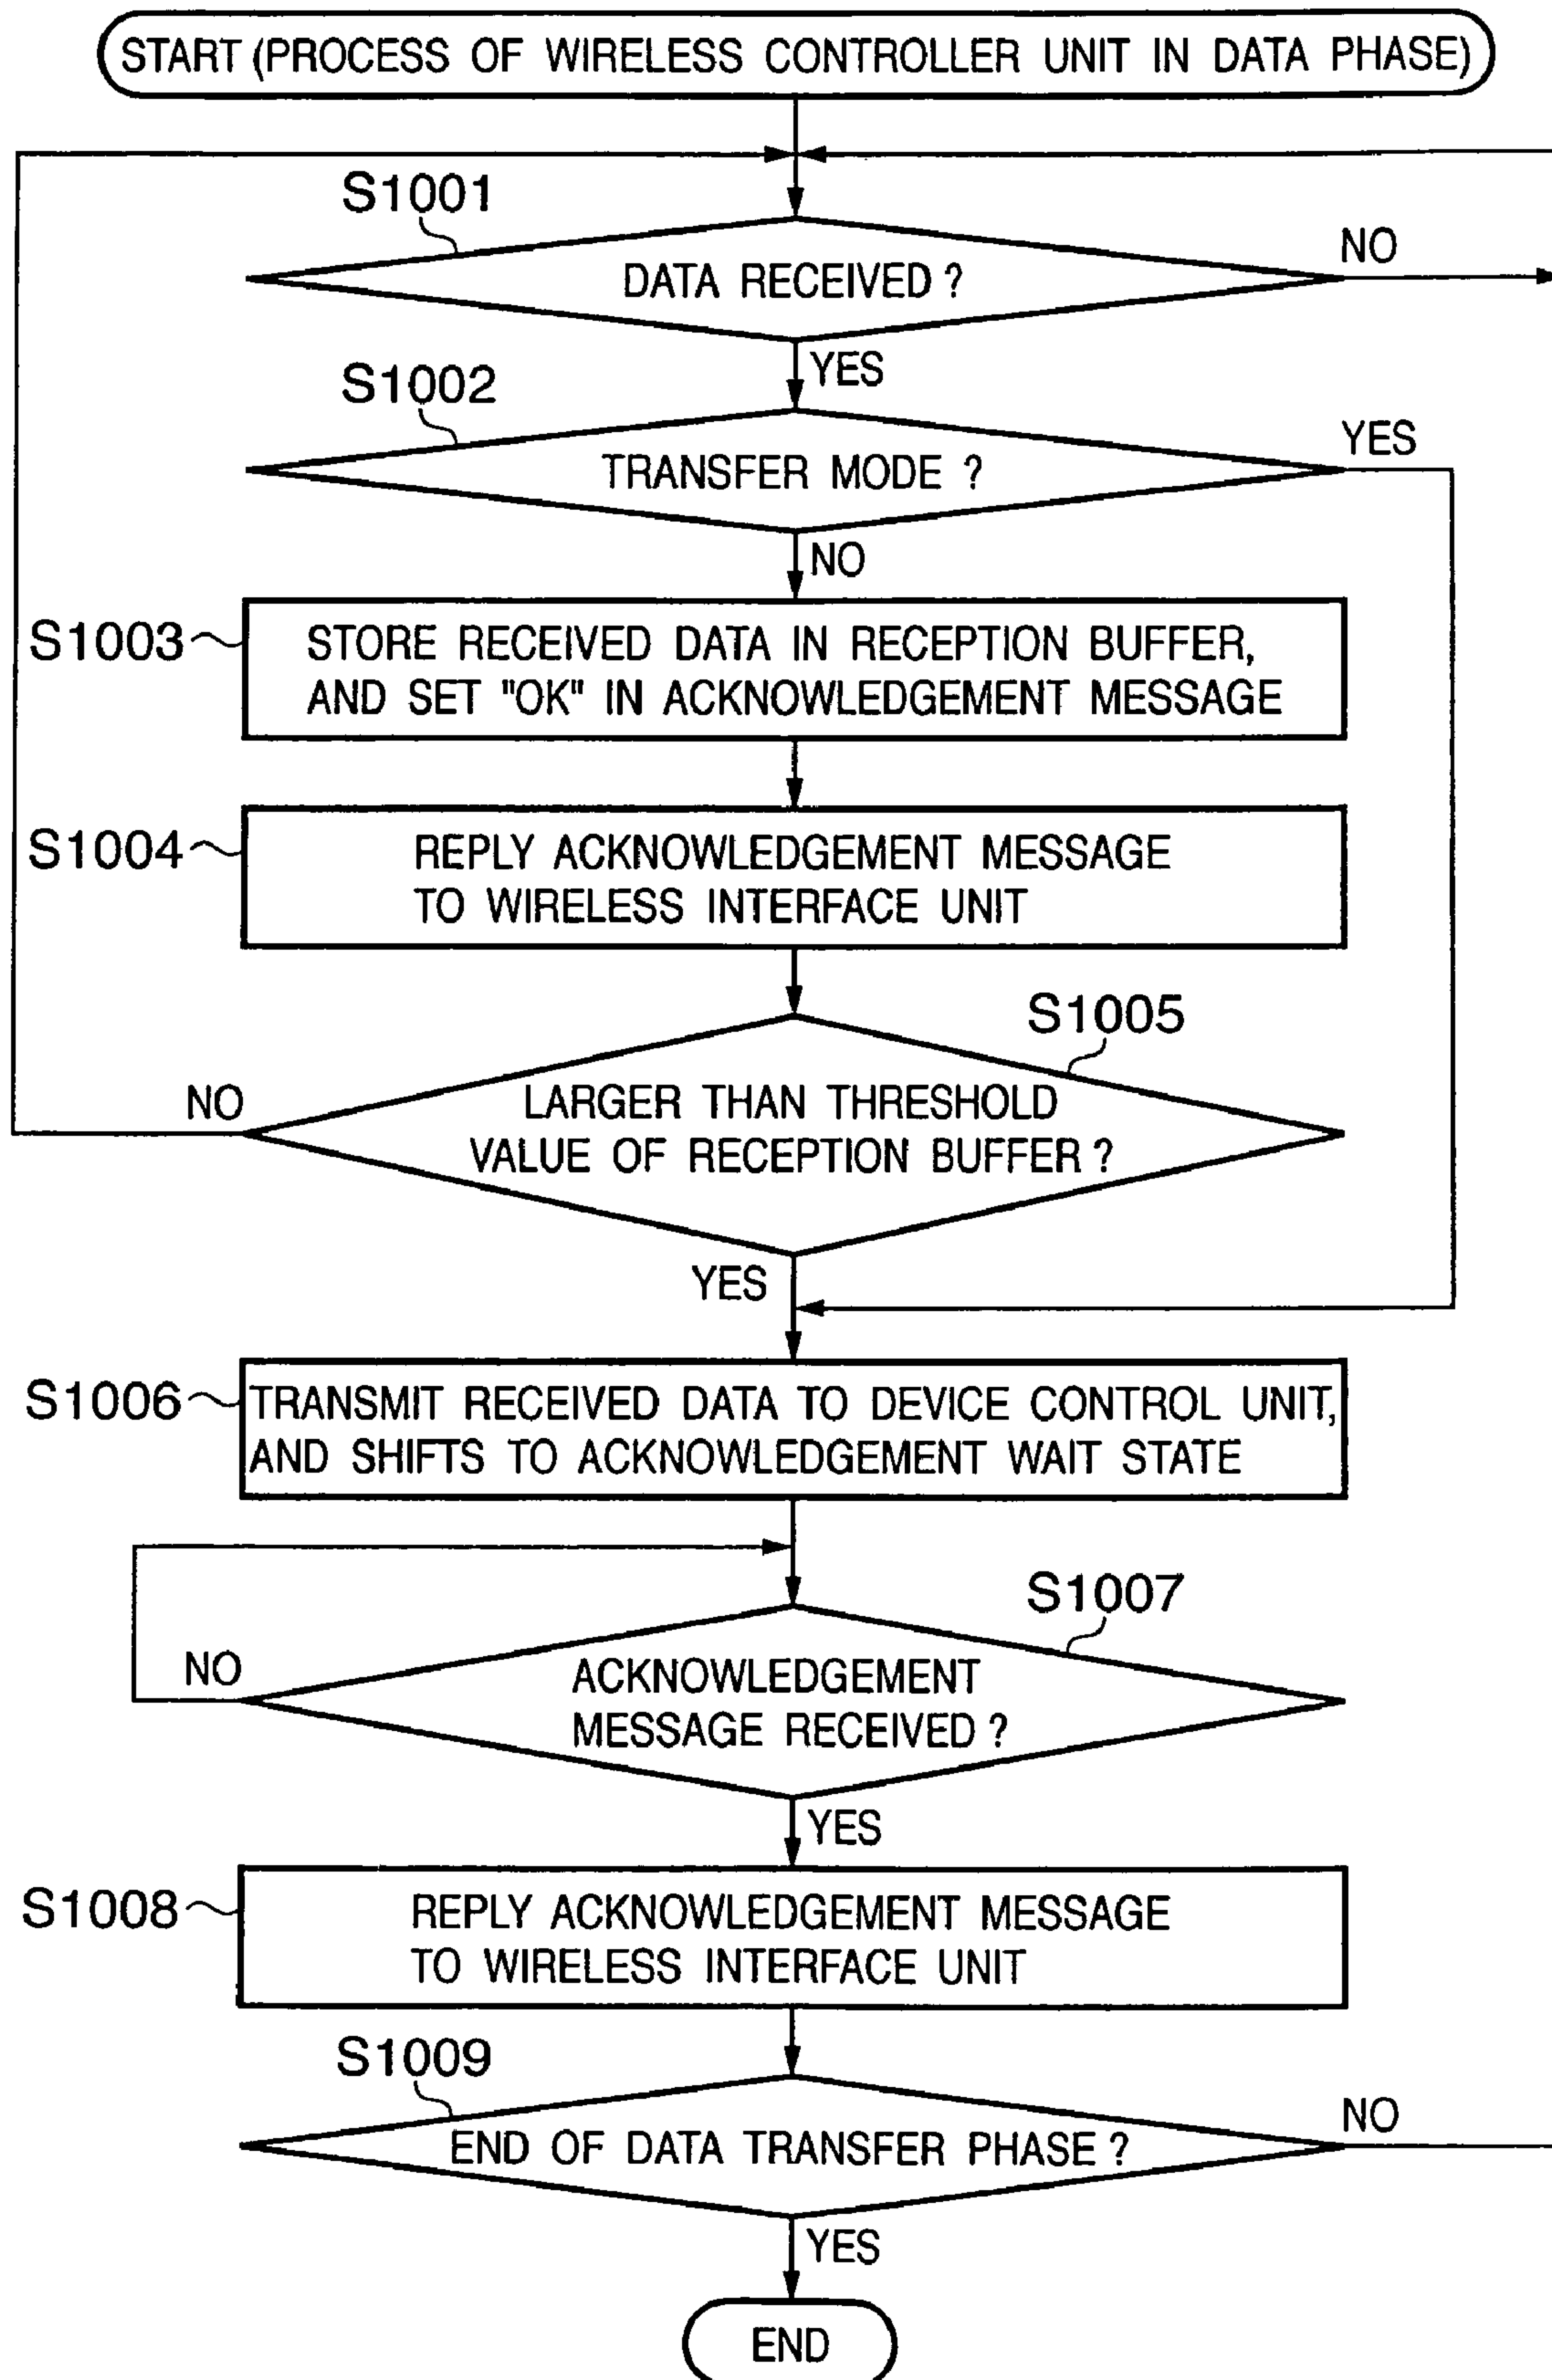 START (PROCESS OF WIRELESS CONTROLLER UNIT IN DATA PHASE)
S1001
DATA RECEIVED ?
NO
YES
S1002
TRANSFER MODE ?
YES
NO
S1003
STORE RECEIVED DATA IN RECEPTION BUFFER,
AND SET "OK" IN ACKNOWLEDGEMENT MESSAGE
S1004
REPLY ACKNOWLEDGEMENT MESSAGE
TO WIRELESS INTERFACE UNIT
S1005
LARGER THAN THRESHOLD
VALUE OF RECEPTION BUFFER ?
NO
YES
S1006
TRANSMIT RECEIVED DATA TO DEVICE CONTROL UNIT,
AND SHIFTS TO ACKNOWLEDGEMENT WAIT STATE
S1007
ACKNOWLEDGEMENT
MESSAGE RECEIVED ?
NO
YES
S1008
REPLY ACKNOWLEDGEMENT MESSAGE
TO WIRELESS INTERFACE UNIT
S1009
END OF DATA TRANSFER PHASE ?
NO
YES
END